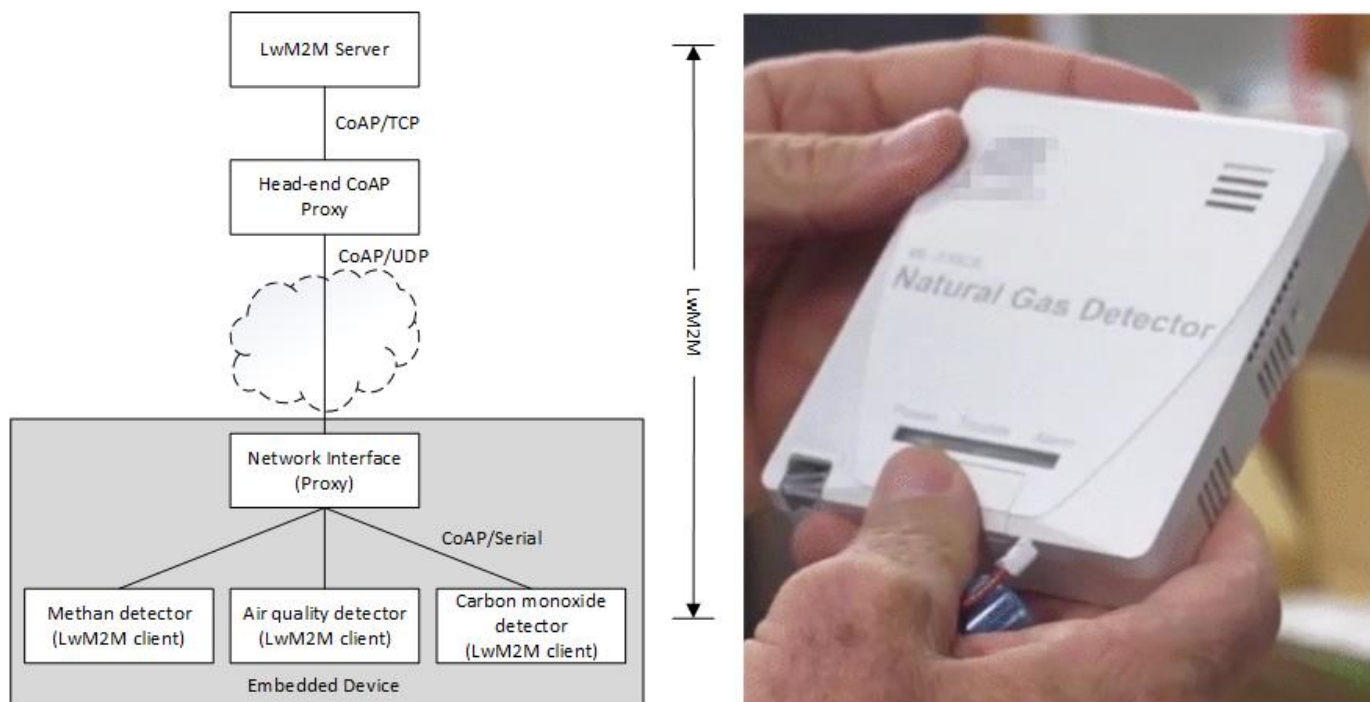 LwM2M Server
CoAP/TCP
Head-end CoAP
Proxy
CoAP/UDP
LwM2M
Network Interface
(Proxy)
CoAP/Serial
Methan detector
(LwM2M client)
Air quality detector
(LwM2M client)
Carbon monoxide
detector
(LwM2M client)
Embedded Device
Natural Gas Detector
Power Trouble Alarm